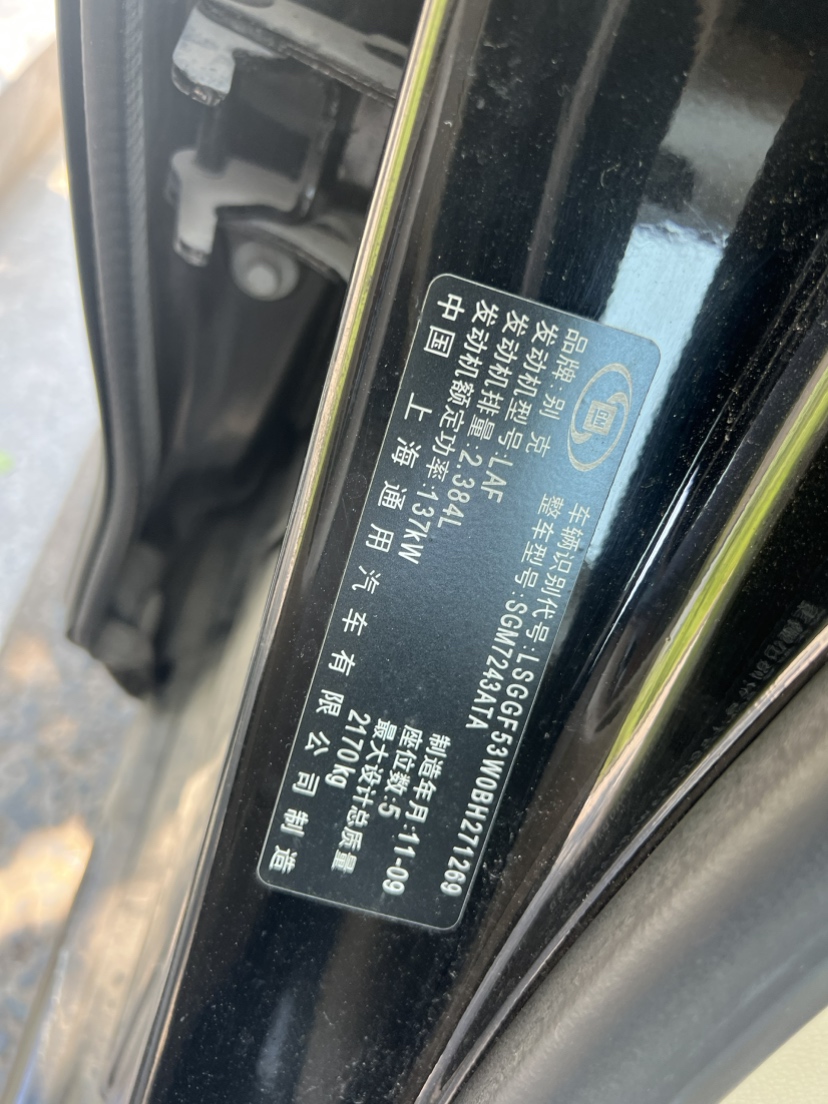 GM
车辆识别代号:LSGGF53W0BH271269
品牌:别克 整车型号:SGM7243ATA
发动机型号:LAF 制造年月:11-09
发动机排量:2.384L 座位数:5
发动机额定功率:137kW 最大设计总质量
2170kg
中国 上海通用汽车有限公司制造